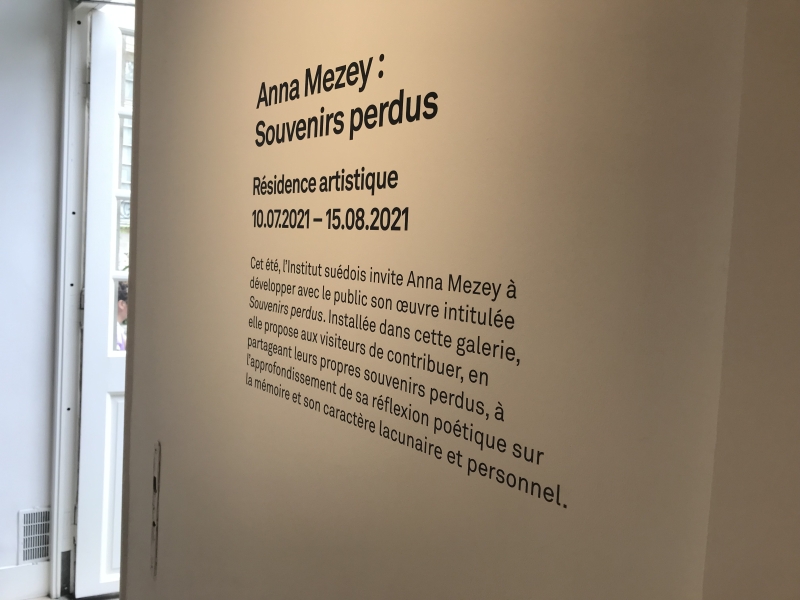 Anna Mezey :
Souvenirs perdus
Résidence artistique
10.07.2021 – 15.08.2021
Cet été, l'Institut suédois invite Anna Mezey à
développer avec le public son œuvre intitulée
Souvenirs perdus. Installée dans cette galerie,
elle propose aux visiteurs de contribuer, en
partageant leurs propres souvenirs perdus, à
l'approfondissement de sa réflexion poétique sur
la mémoire et son caractère lacunaire et personnel.